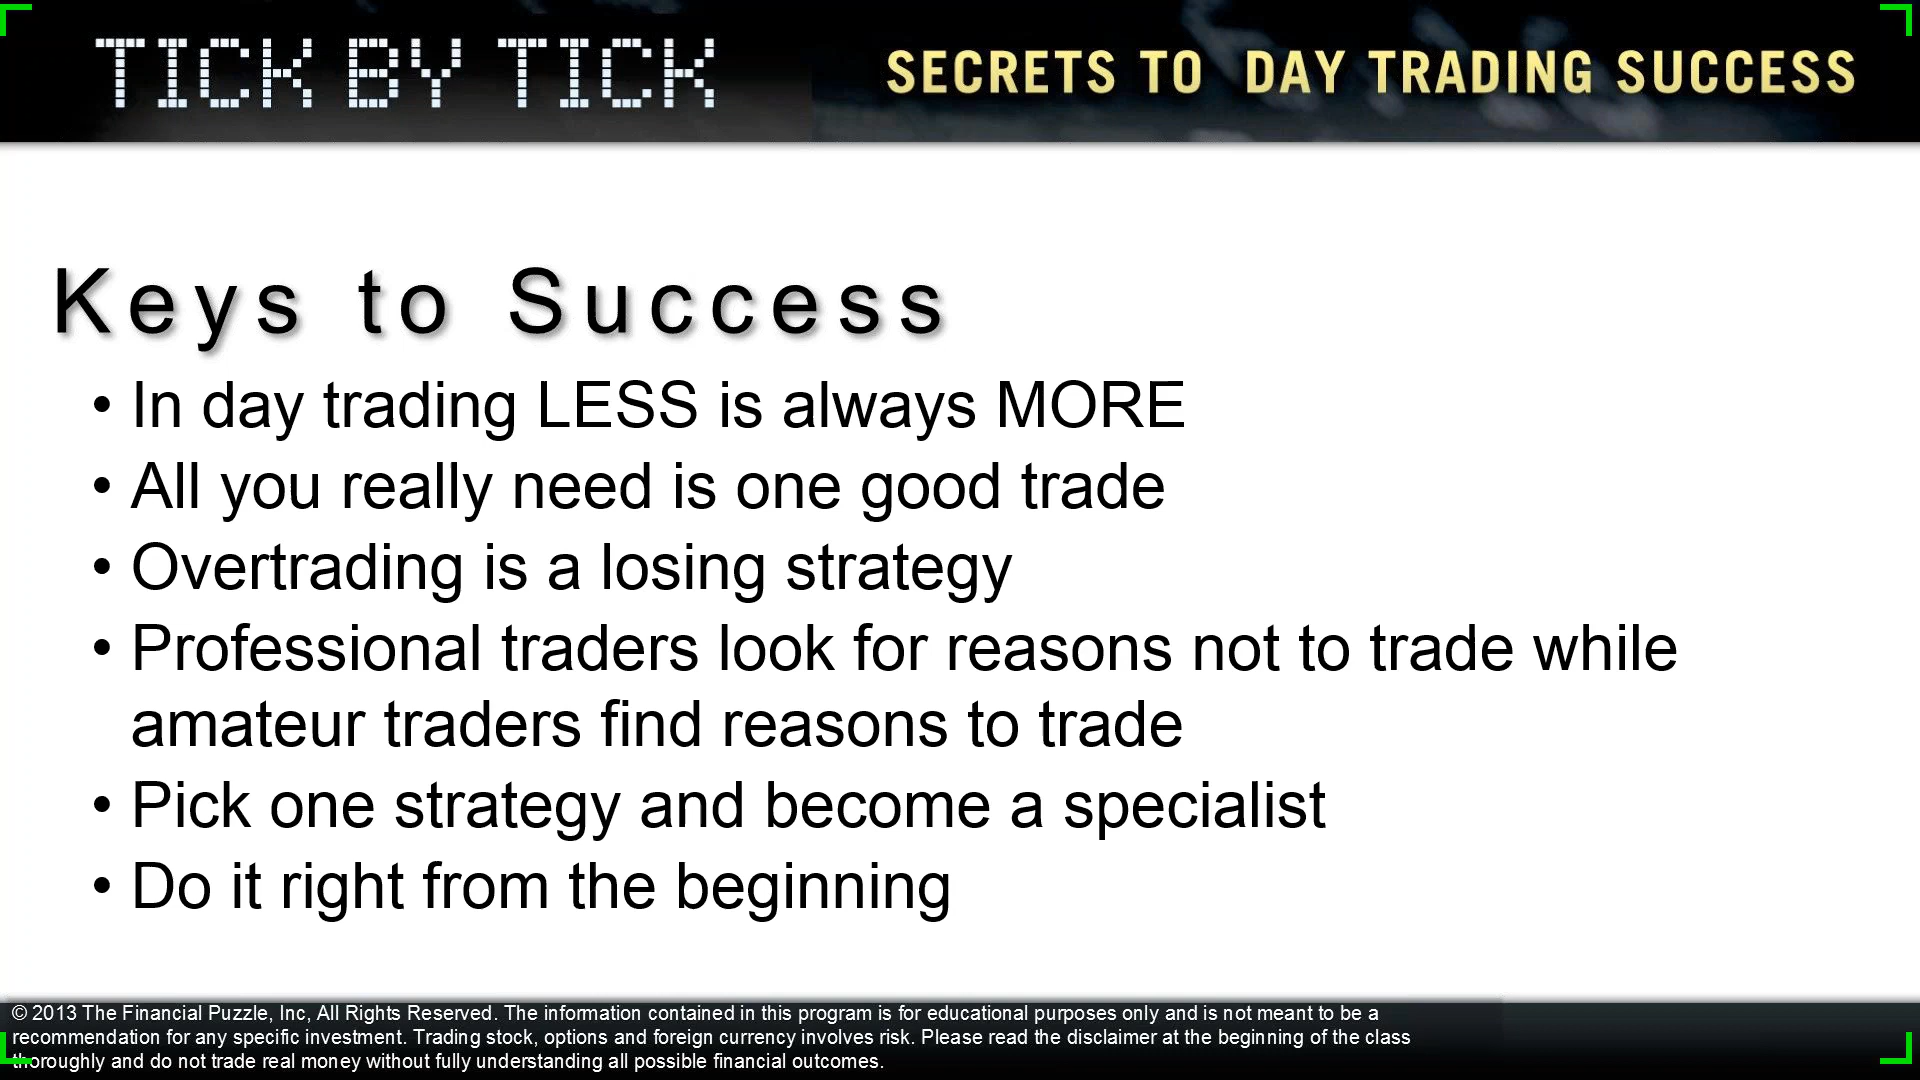 TICK BY TICK
SECRETS TO DAY TRADING SUCCESS
Keys to Success
• In day trading LESS is always MORE
• All you really need is one good trade
• Overtrading is a losing strategy
• Professional traders look for reasons not to trade while
amateur traders find reasons to trade
• Pick one strategy and become a specialist
• Do it right from the beginning
© 2013 The Financial Puzzle, Inc, All Rights Reserved. The information contained in this program is for educational purposes only and is not meant to be a
recommendation for any specific investment. Trading stock, options and foreign currency involves risk. Please read the disclaimer at the beginning of the class
thoroughly and do not trade real money without fully understanding all possible financial outcomes.